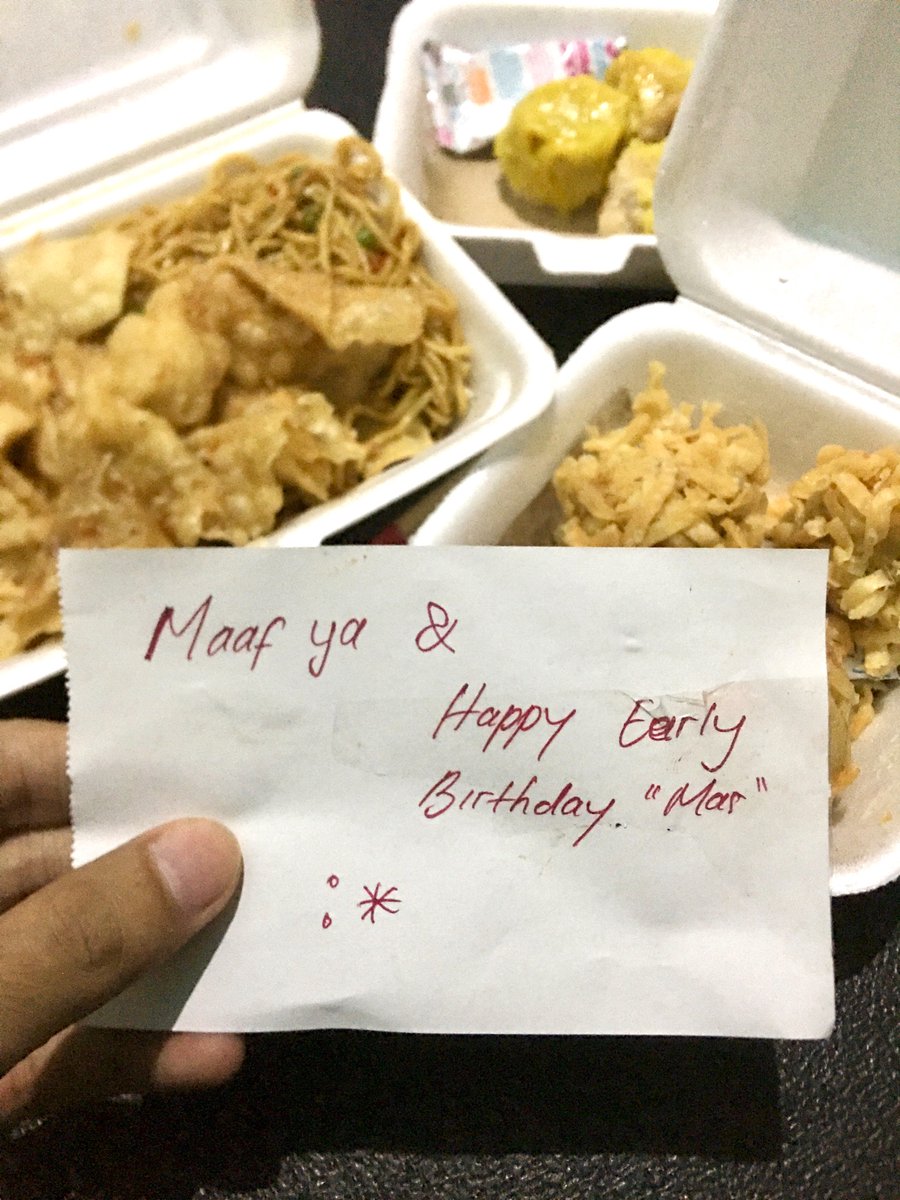 Maaf ya &
Happy Early
Birthday "Mas"
:*